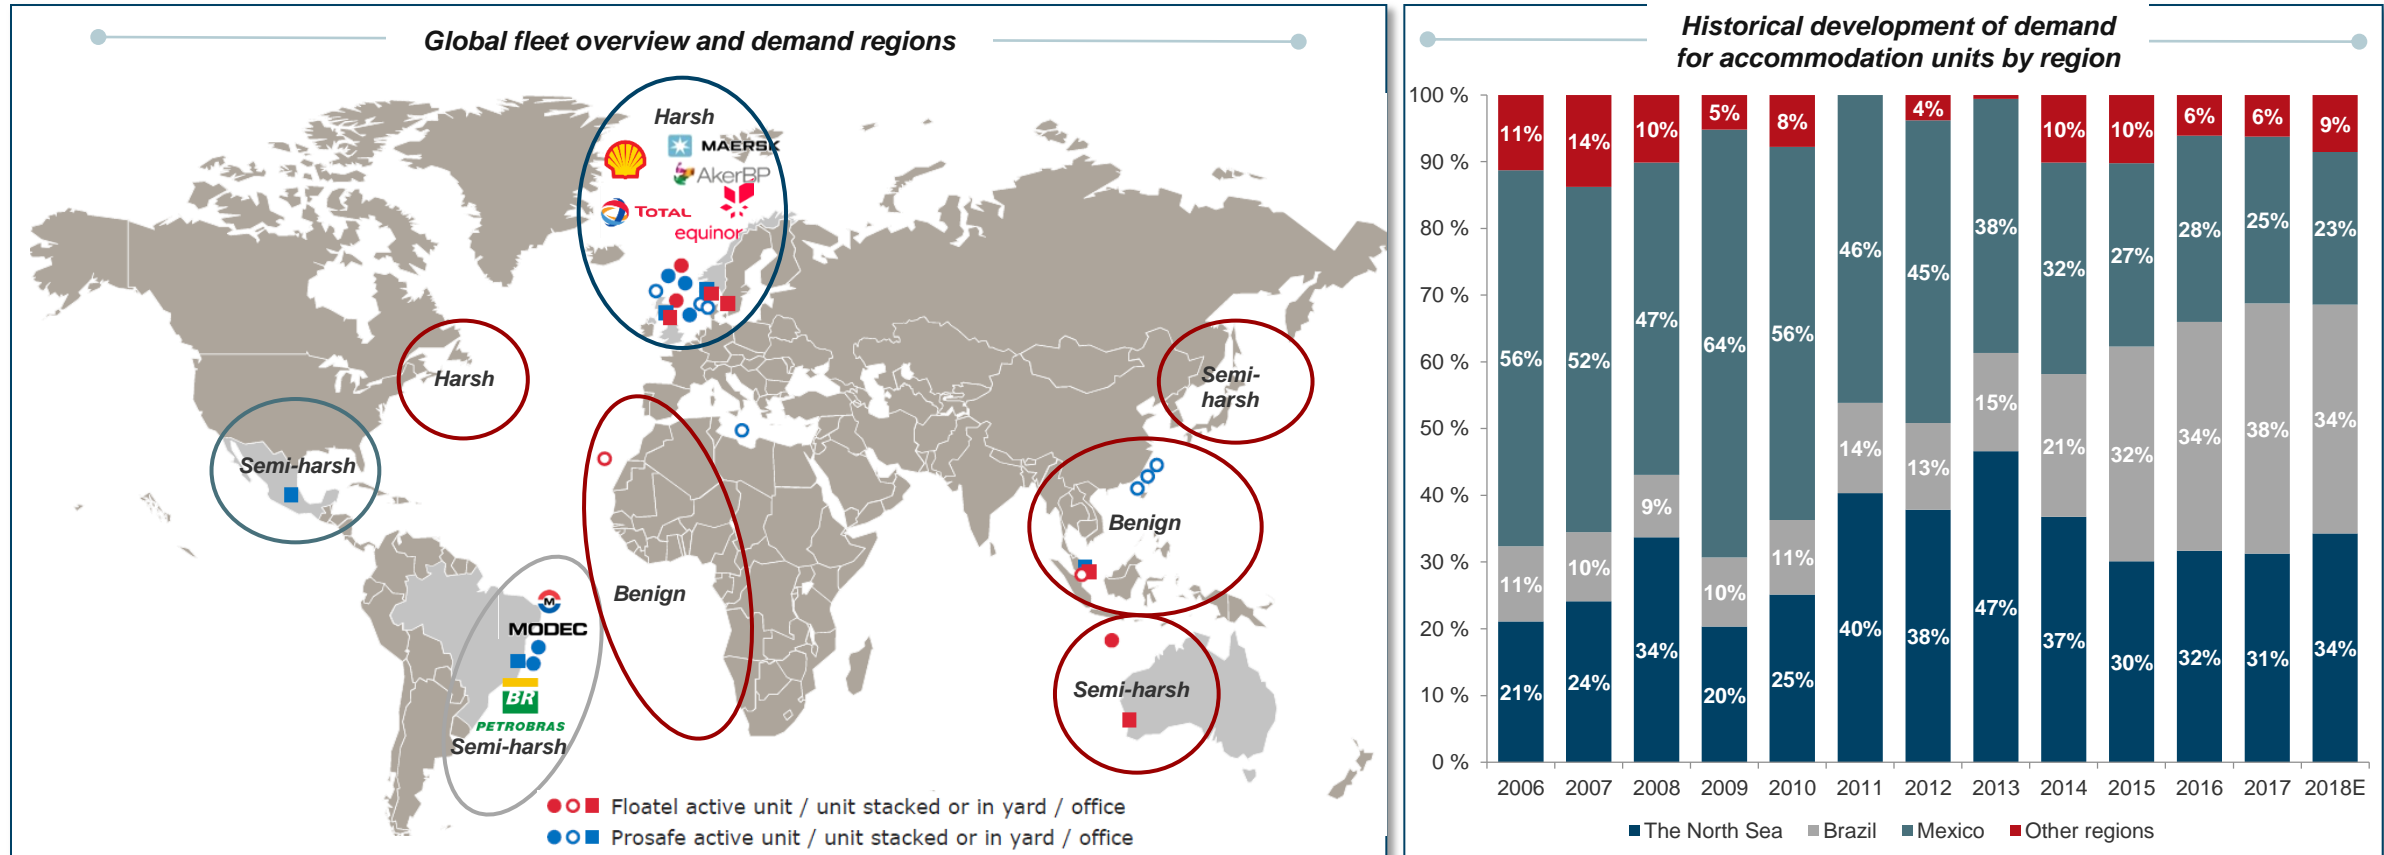 Global fleet overview and demand regions
Harsh
MAERSK
AkerBP
TOTAL
equinor
Harsh
Semi-
harsh
Semi-harsh
Benign
Benign
M
MODEC
BR
PETROBRAS
Semi-harsh
Semi-harsh
Floatel active unit / unit stacked or in yard / office
Prosafe active unit / unit stacked or in yard / office
Historical development of demand
for accommodation units by region
100 %
90 %
80 %
70 %
60 %
50 %
40 %
30 %
20 %
10 %
0 %
11% 14% 10% 5% 8% 4% 10% 10% 6% 6% 9%
56% 52% 47% 64% 56% 46% 45% 38% 32% 27% 28% 25% 23%
11% 10% 9% 10% 11% 14% 13% 15% 21% 32% 34% 38% 34%
21% 24% 34% 20% 25% 40% 38% 47% 37% 30% 32% 31% 34%
2006 2007 2008 2009 2010 2011 2012 2013 2014 2015 2016 2017 2018E
The North Sea Brazil Mexico Other regions